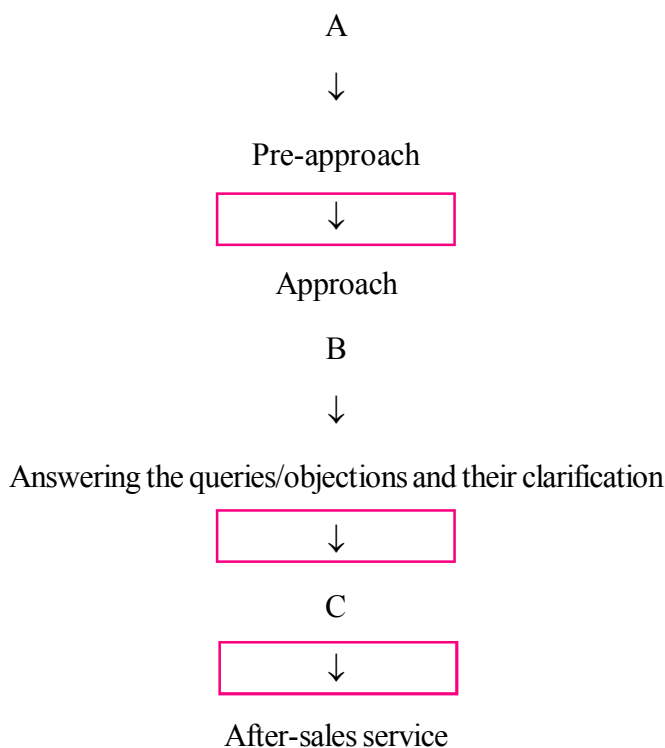 A
↓
Pre-approach
↓
Approach
B
↓
Answering the queries/objections and their clarification
↓
C
↓
After-sales service